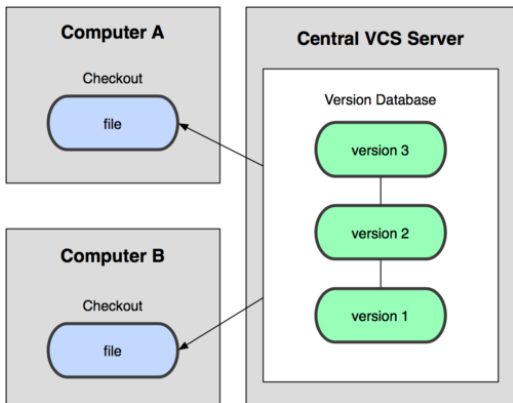 Computer A
Checkout
file
Computer B
Checkout
file
Central VCS Server
Version Database
version 3
version 2
version 1